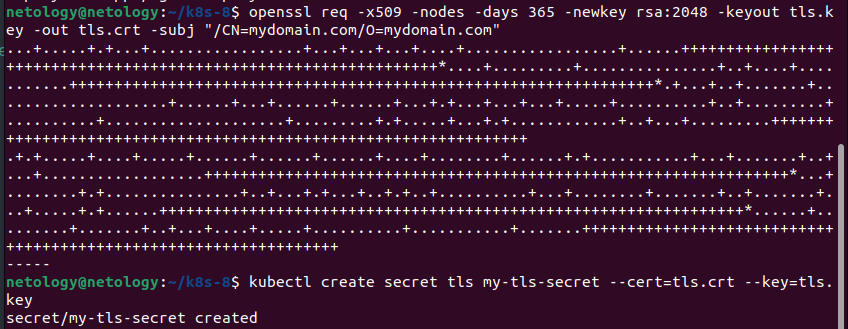 netology@netology:~/k8s-8$ openssl req -x509 -nodes -days 365 -newkey rsa:2048 -keyout tls.k
ey -out tls.crt -subj "/CN=mydomain.com/O=mydomain.com"
...+.....+.+...+......................+...+...+...+....+.................+......+++++++++++++++++
+++++++++++++++++++++++++++++++++++++++++++++++*....+.........+...............+..+....+....
.......+++++++++++++++++++++++++++++++++++++++++++++++++++++++++++++++++*.+...+..+.......+..
..................+......+...+......+......+.....+..+.+...+...+...+.....+..........+..+.........+
..........+....................+.........+.+.....+...+.+............+..+...+.........+++++++
+++++++++++++++++++++++++++++++++++++++++++++++++++++++++
.+.+.....+....+.....+......+......+......+.....+....+........+......+.+...........+...+.......+..+
...+..................+++++++++++++++++++++++++++++++++++++++++++++++++++++++++++++++++*...+
........+.+...............+..+...+.+...+..+.+..+..........+...+.........+.......+..+.......+.
..+.....+.+......+++++++++++++++++++++++++++++++++++++++++++++++++++++++++++++++++*......+..
.......+.......+..+...+....+.....+..........+...........+.......++++++++++++++++++++++++++++
+++++++++++++++++++++++++++++++++++++
-----
netology@netology:~/k8s-8$ kubectl create secret tls my-tls-secret --cert=tls.crt --key=tls.
key
secret/my-tls-secret created